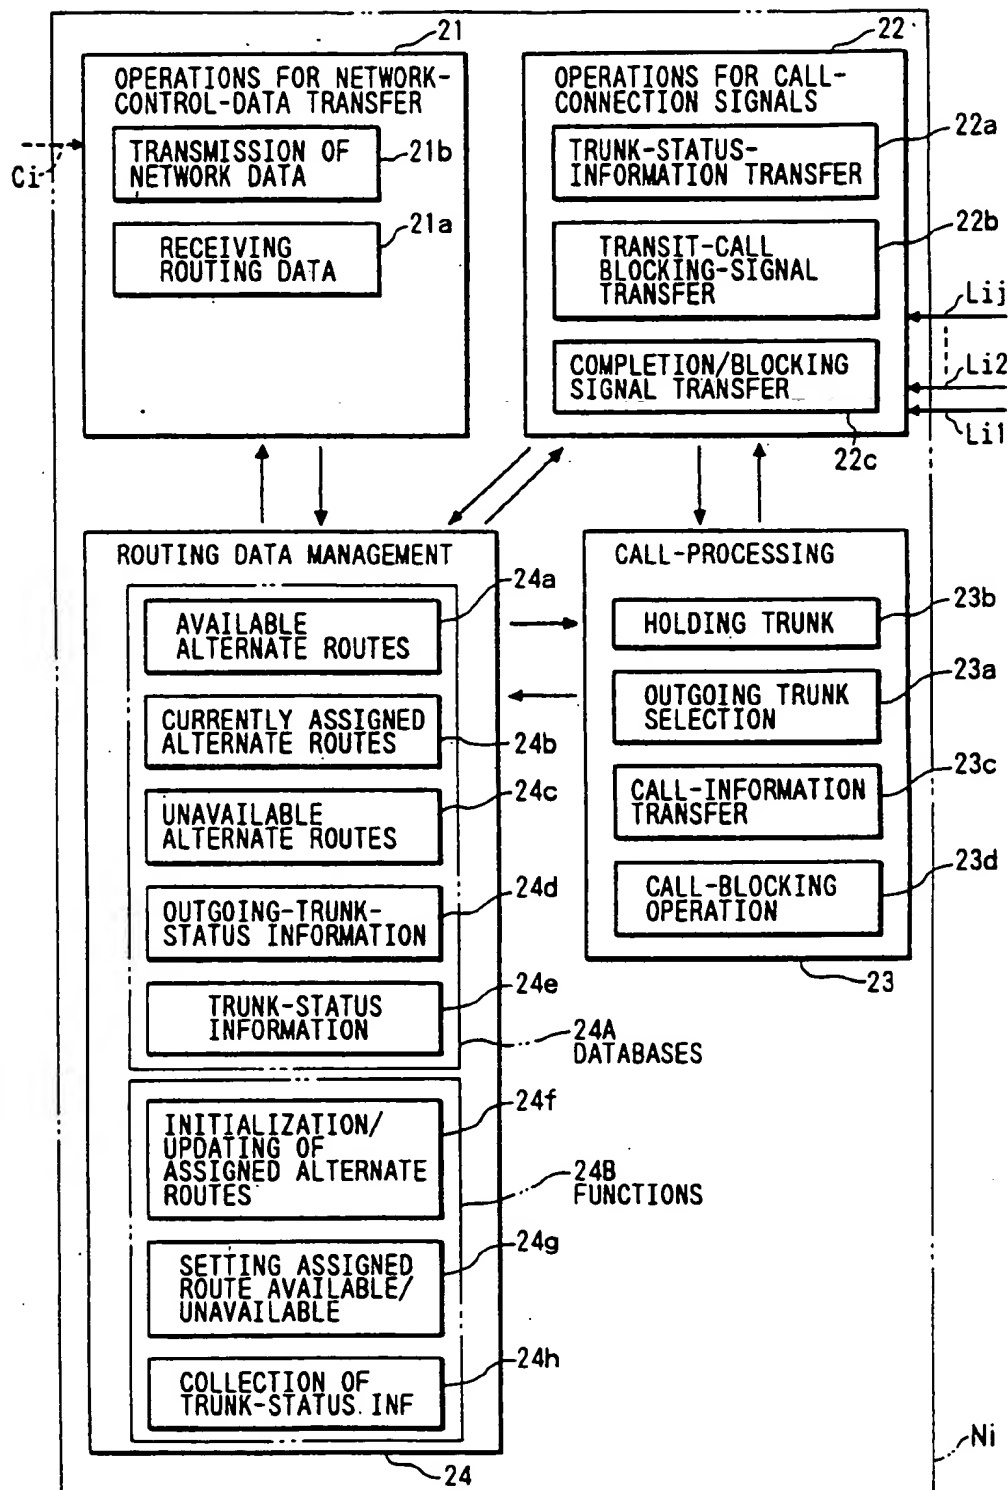 21
OPERATIONS FOR NETWORK-
CONTROL-DATA TRANSFER
TRANSMISSION OF
NETWORK DATA
21b
RECEIVING
ROUTING DATA
21a
Ci
22
OPERATIONS FOR CALL-
CONNECTION SIGNALS
TRUNK-STATUS-
INFORMATION TRANSFER
22a
TRANSIT-CALL
BLOCKING-SIGNAL
TRANSFER
22b
COMPLETION/BLOCKING
SIGNAL TRANSFER
22c
Lij
Li2
Li1
ROUTING DATA MANAGEMENT
AVAILABLE
ALTERNATE ROUTES
24a
CURRENTLY ASSIGNED
ALTERNATE ROUTES
24b
UNAVAILABLE
ALTERNATE ROUTES
24c
OUTGOING-TRUNK-
STATUS INFORMATION
24d
TRUNK-STATUS
INFORMATION
24e
24A
DATABASES
INITIALIZATION/
UPDATING OF
ASSIGNED ALTERNATE
ROUTES
24f
24B
FUNCTIONS
SETTING ASSIGNED
ROUTE AVAILABLE/
UNAVAILABLE
24g
COLLECTION OF
TRUNK-STATUS. INF
24h
24
CALL-PROCESSING
HOLDING TRUNK
23b
OUTGOING TRUNK
SELECTION
23a
CALL-INFORMATION
TRANSFER
23c
CALL-BLOCKING
OPERATION
23d
23
Ni